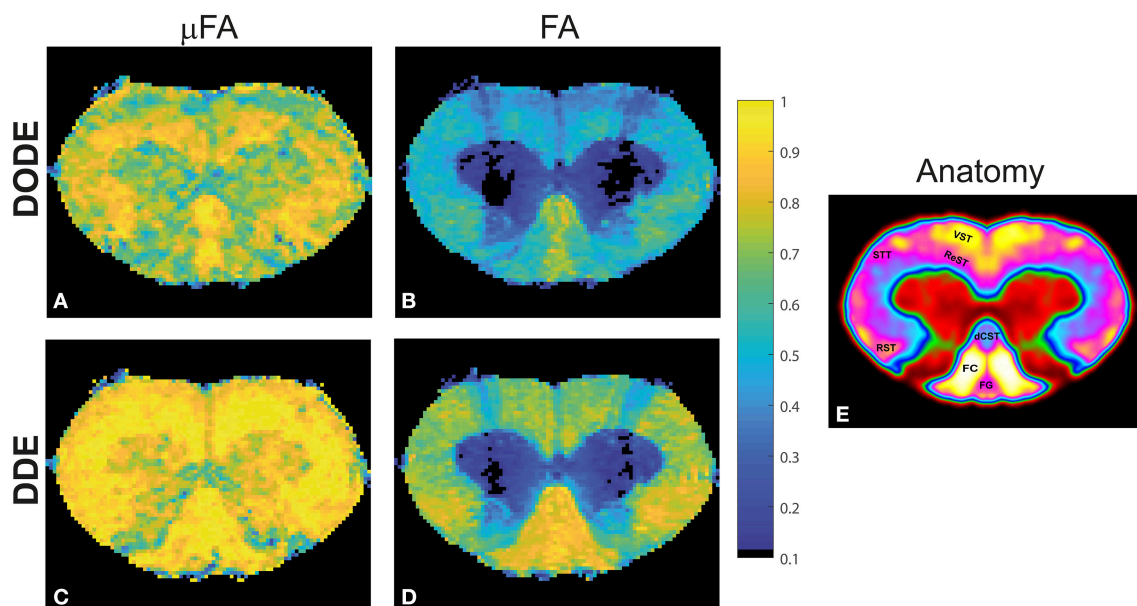 μFA
FA
DODE
A
B
1
0.9
0.8
0.7
0.6
0.5
0.4
0.3
0.2
0.1
Anatomy
VST
STT
ReST
RST
dCST
FC
FG
E
DDE
C
D